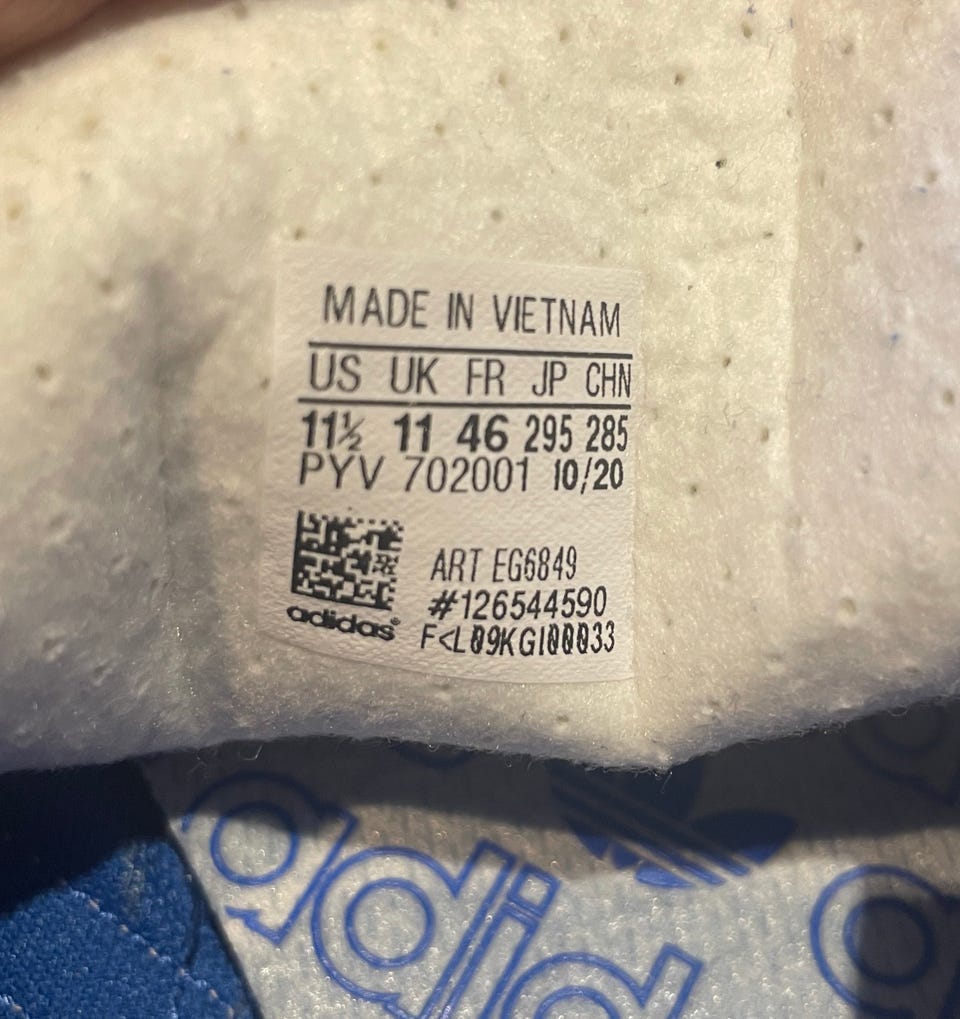 MADE IN VIETNAM
US UK FR JP CHN
11½ 11 46 295 285
PYV 702001 10/20
ART EG6849
#126544590
adidas®
F<L09KGI00033
adidas